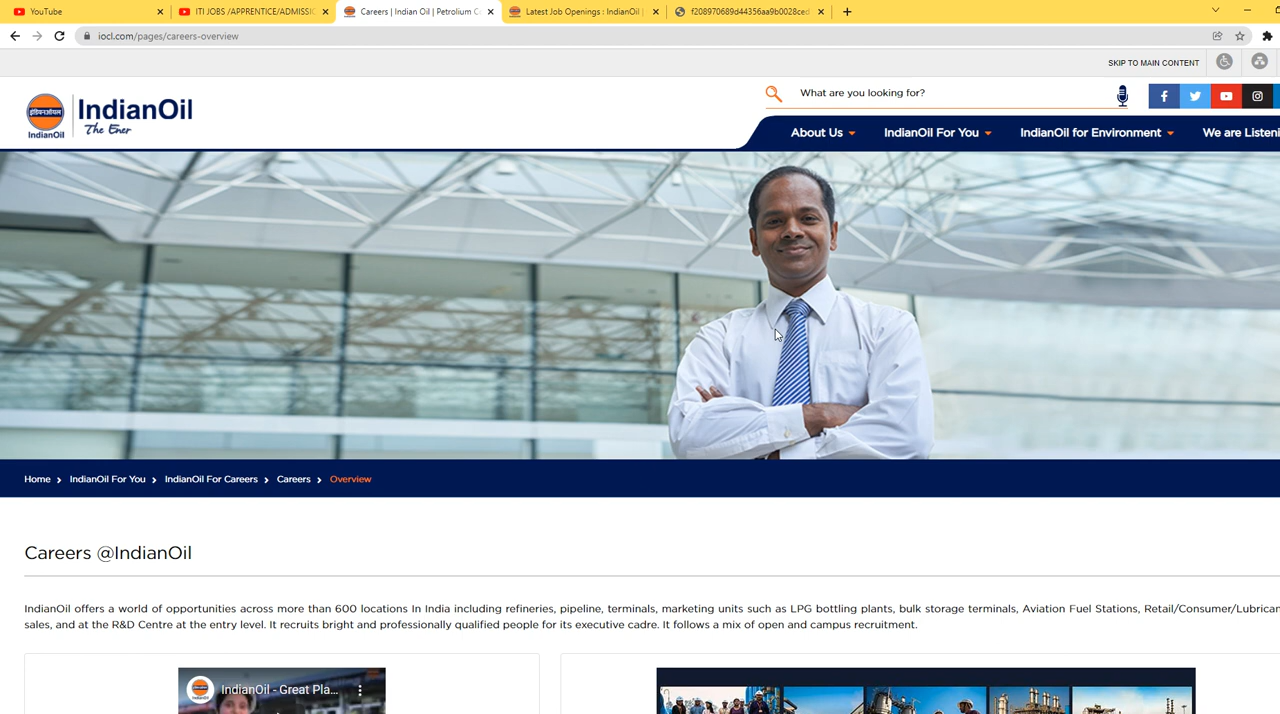 YouTube
ITI JOBS /APPRENTICE/ADMISSIO
Careers | Indian Oil | Petroleum C
Latest Job Openings : IndianOil |
f208970689d44356aa9b0028ced
iocl.com/pages/careers-overview
SKIP TO MAIN CONTENT
इंडियनऑयल
IndianOil
IndianOil
The Ener
What are you looking for?
About Us
IndianOil For You
IndianOil for Environment
We are Listeni
Home > IndianOil For You > IndianOil For Careers > Careers > Overview
Careers @IndianOil
IndianOil offers a world of opportunities across more than 600 locations In India including refineries, pipeline, terminals, marketing units such as LPG bottling plants, bulk storage terminals, Aviation Fuel Stations, Retail/Consumer/Lubrican
sales, and at the R&D Centre at the entry level. It recruits bright and professionally qualified people for its executive cadre. It follows a mix of open and campus recruitment.
IndianOil - Great Pla...